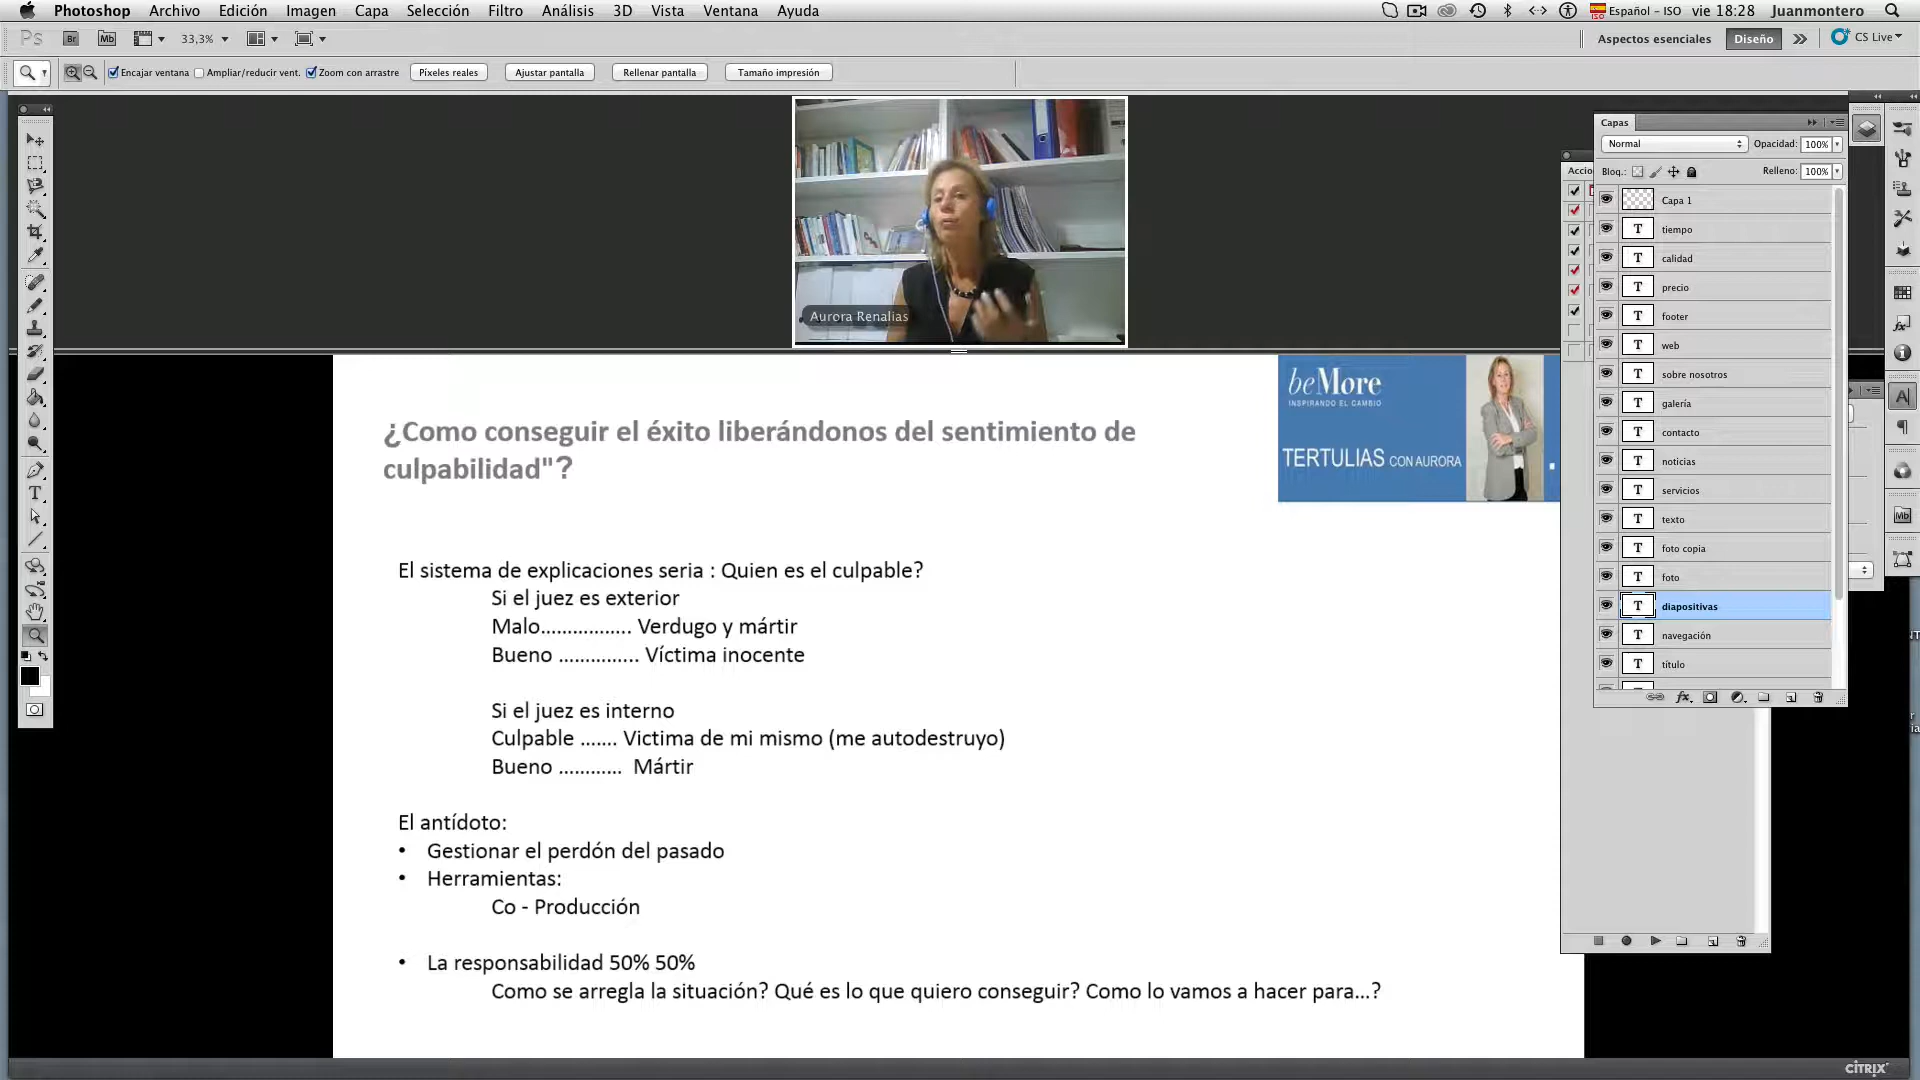 Photoshop Archivo Edición Imagen Capa Selección Filtro Análisis 3D Vista Ventana Ayuda Español - ISO vie 18:28 Juanmontero
Ps Br Mb 33,3% Aspectos esenciales Diseño CS Live
Encajar ventana Ampliar/reducir vent. Zoom con arrastre Píxeles reales Ajustar pantalla Rellenar pantalla Tamaño impresión
Aurora Renalias
beMore
INSPIRANDO EL CAMBIO
TERTULIAS CON AURORA
¿Como conseguir el éxito liberándonos del sentimiento de
culpabilidad"?
El sistema de explicaciones seria : Quien es el culpable?
Si el juez es exterior
Malo................. Verdugo y mártir
Bueno ............... Víctima inocente
Si el juez es interno
Culpable ....... Victima de mi mismo (me autodestruyo)
Bueno ............ Mártir
El antídoto:
• Gestionar el perdón del pasado
• Herramientas:
Co - Producción
• La responsabilidad 50% 50%
Como se arregla la situación? Qué es lo que quiero conseguir? Como lo vamos a hacer para...?
Capas
Normal Opacidad: 100%
Accio
Bloq.: Relleno: 100%
Capa 1
T tiempo
T calidad
T precio
T footer
T web
T sobre nosotros
T galería
T contacto
T noticias
T servicios
T texto
T foto copia
T foto
T diapositivas
T navegación
T título
fx
Mb
CITRIX